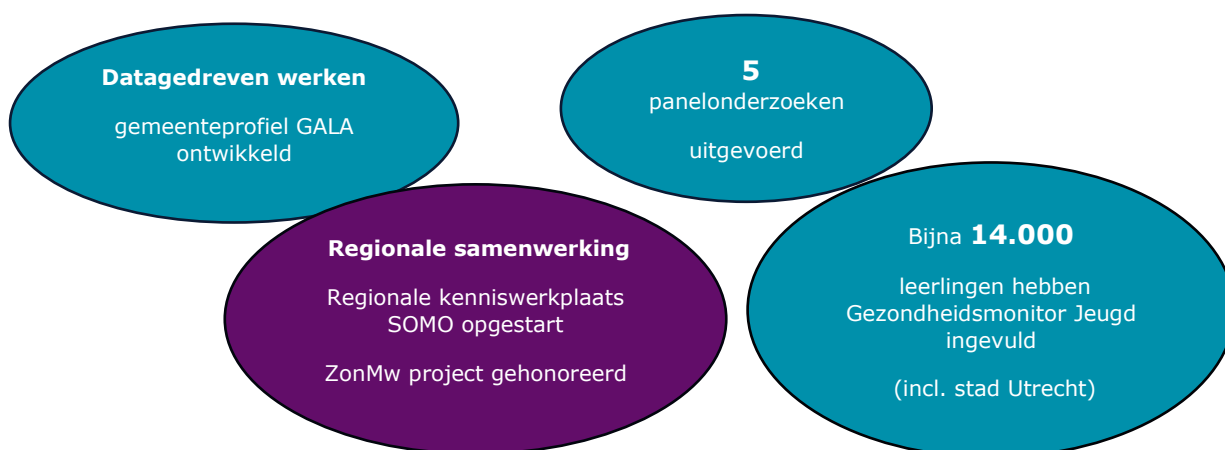 Datagedreven werken
gemeenteprofiel GALA
ontwikkeld
5
panelonderzoeken
uitgevoerd
Regionale samenwerking
Regionale kenniswerkplaats
SOMO opgestart
ZonMw project gehonoreerd
Bijna 14.000
leerlingen hebben
Gezondheidsmonitor Jeugd
ingevuld
(incl. stad Utrecht)